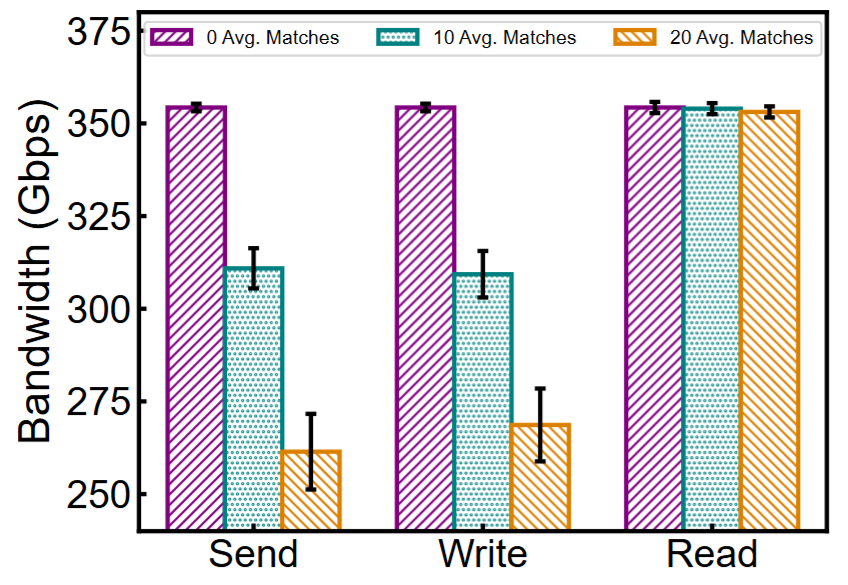 0 Avg. Matches
10 Avg. Matches
20 Avg. Matches
Bandwidth (Gbps)
375
350
325
300
275
250
Send
Write
Read